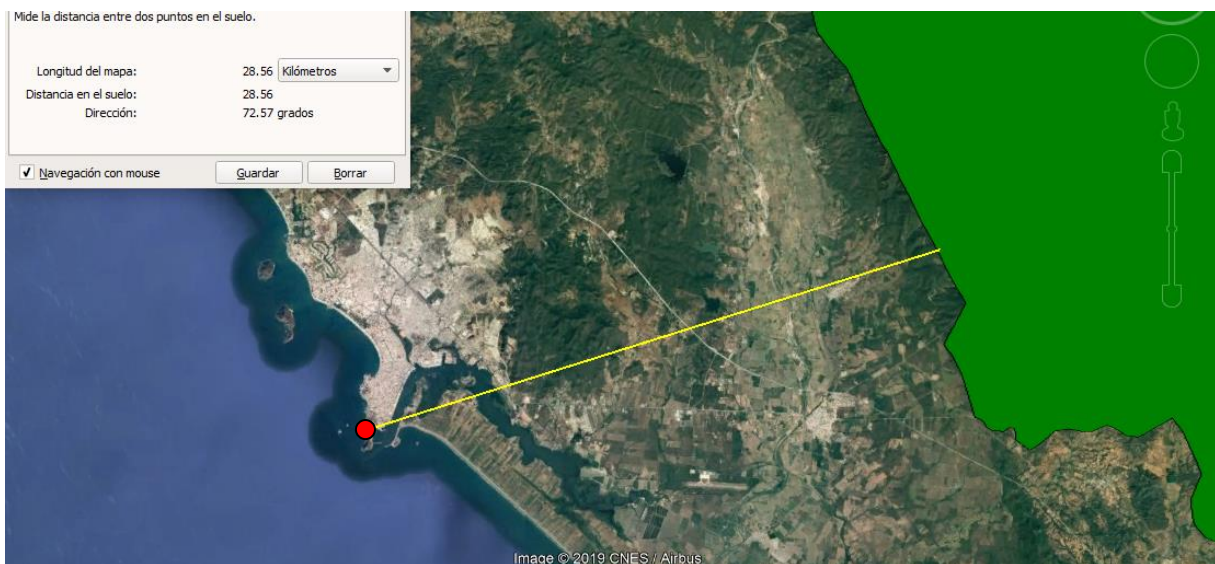 Mide la distancia entre dos puntos en el suelo.
Longitud del mapa: 28.56 Kilómetros
Distancia en el suelo: 28.56
Dirección: 72.57 grados
Navegación con mouse Guardar Borrar
Image © 2019 CNES / Airbus